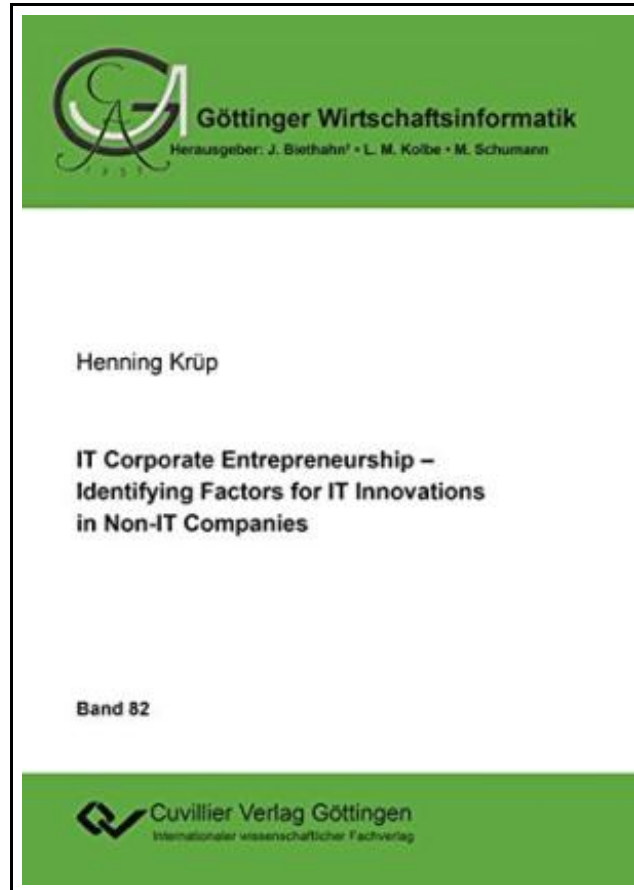 Göttinger Wirtschaftsinformatik
Herausgeber: J. Biethahn† • L. M. Kolbe • M. Schumann
Henning Krüp
IT Corporate Entrepreneurship –
Identifying Factors for IT Innovations
in Non-IT Companies
Band 82
Cuvillier Verlag Göttingen
Internationaler wissenschaftlicher Fachverlag